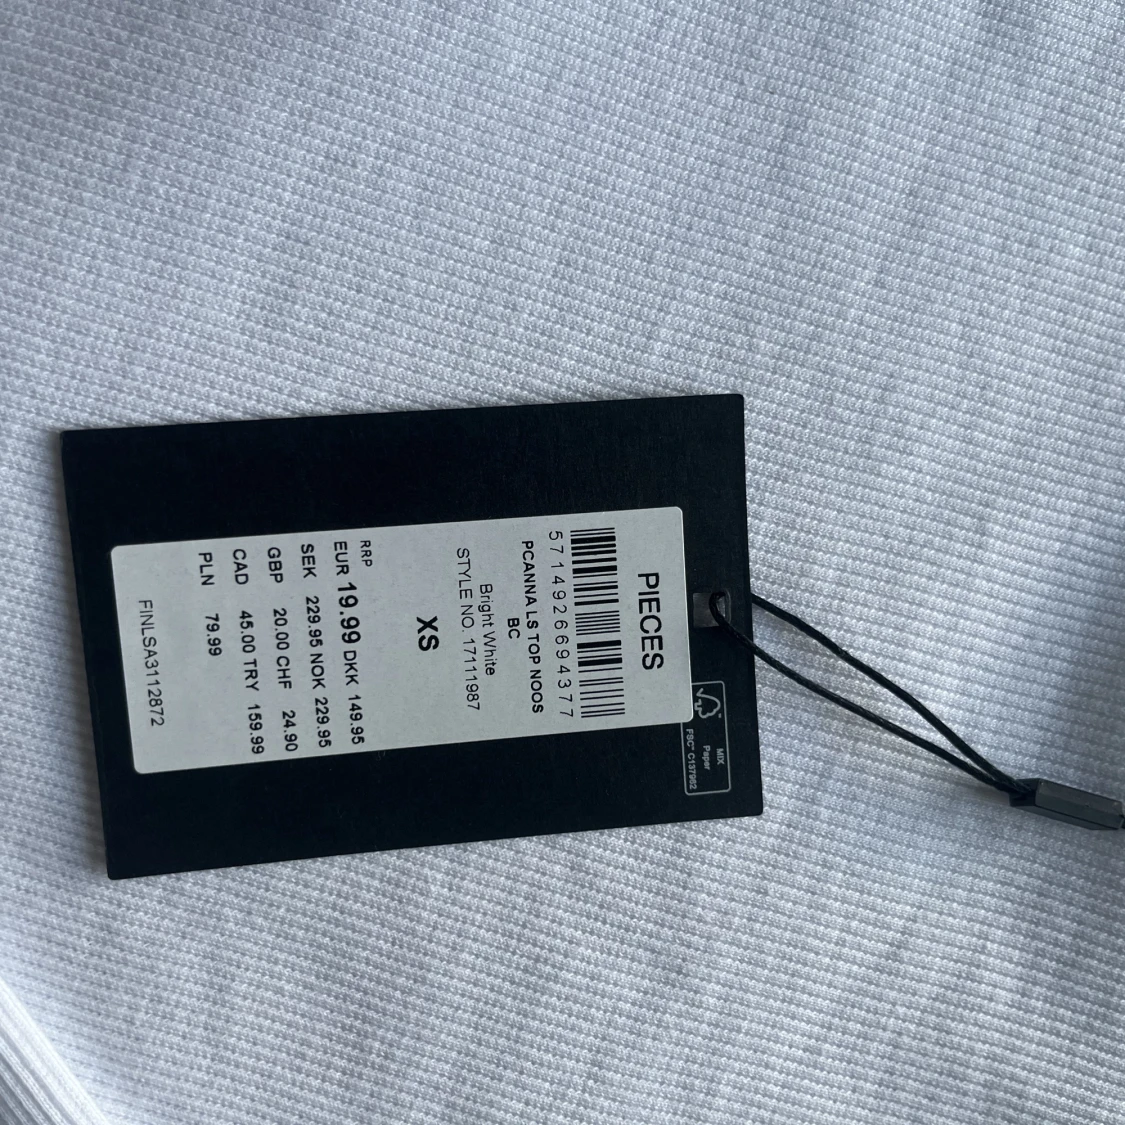 PIECES
5714926694377
PCANNA LS TOP NOOS
BC
Bright White
STYLE NO. 17111987
XS
RRP
EUR 19.99 DKK 149.95
SEK 229.95 NOK 229.95
GBP 20.00 CHF 24.90
CAD 45.00 TRY 159.99
PLN 79.99
FINLSA3112872
MIX
Paper
FSC™ C137982